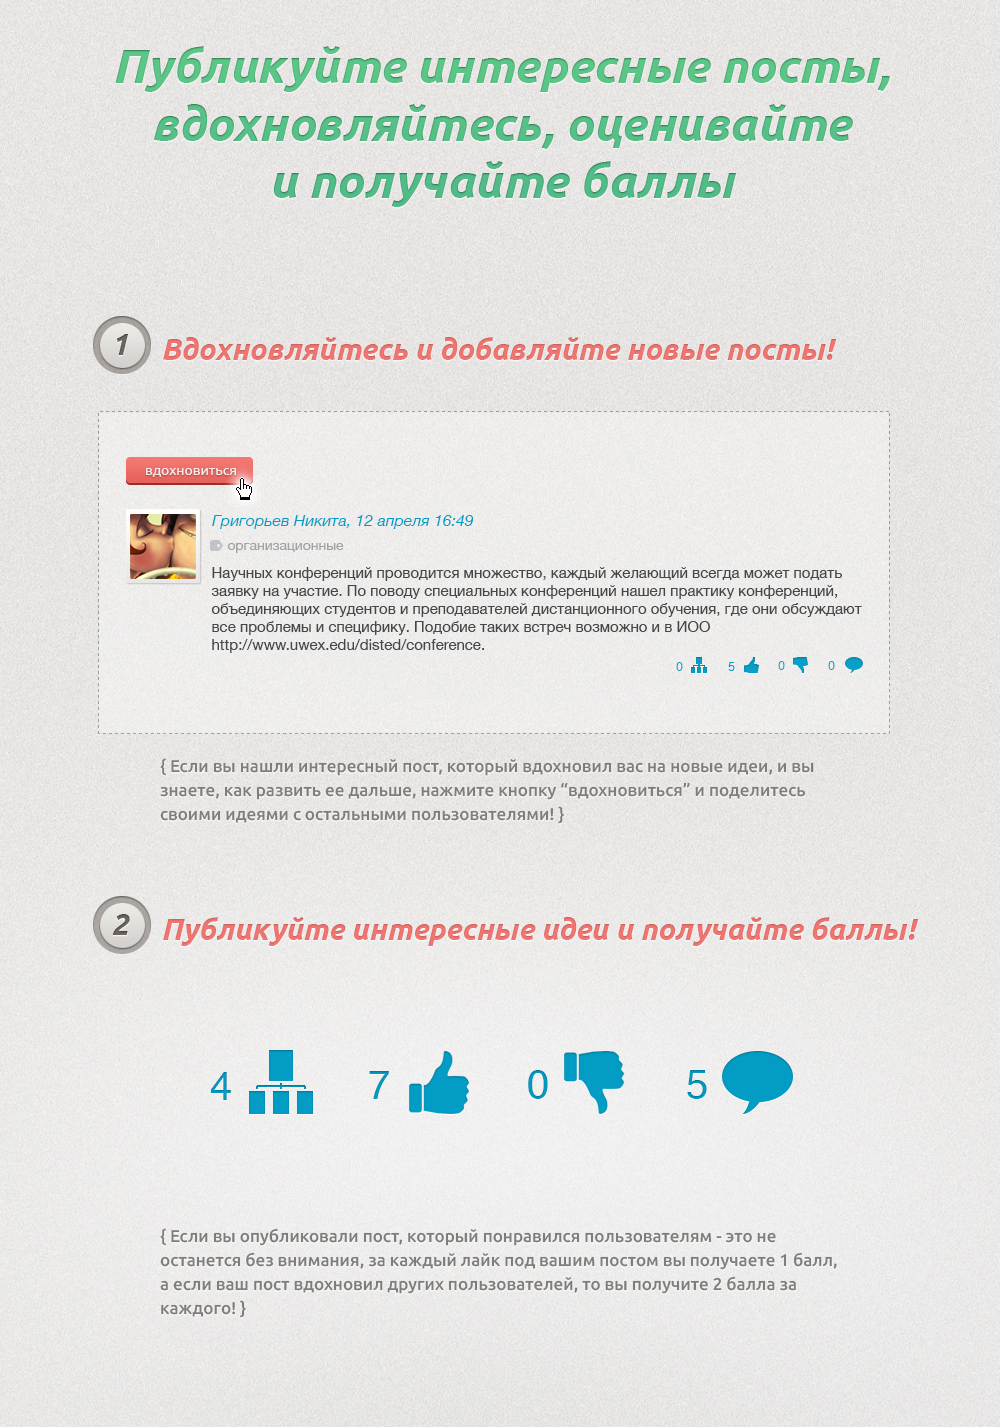 Публикуйте интересные посты,
вдохновляйтесь, оценивайте
и получайте баллы
1
Вдохновляйтесь и добавляйте новые посты!
вдохновиться
Григорьев Никита, 12 апреля 16:49
организационные
Научных конференций проводится множество, каждый желающий всегда может подать
заявку на участие. По поводу специальных конференций нашел практику конференций,
объединяющих студентов и преподавателей дистанционного обучения, где они обсуждают
все проблемы и специфику. Подобие таких встреч возможно и в ИОО
http://www.uwex.edu/disted/conference.
0 5 0 0
{ Если вы нашли интересный пост, который вдохновил вас на новые идеи, и вы
знаете, как развить ее дальше, нажмите кнопку “вдохновиться” и поделитесь
своими идеями с остальными пользователями! }
2
Публикуйте интересные идеи и получайте баллы!
4 7 0 5
{ Если вы опубликовали пост, который понравился пользователям - это не
останется без внимания, за каждый лайк под вашим постом вы получаете 1 балл,
а если ваш пост вдохновил других пользователей, то вы получите 2 балла за
каждого! }